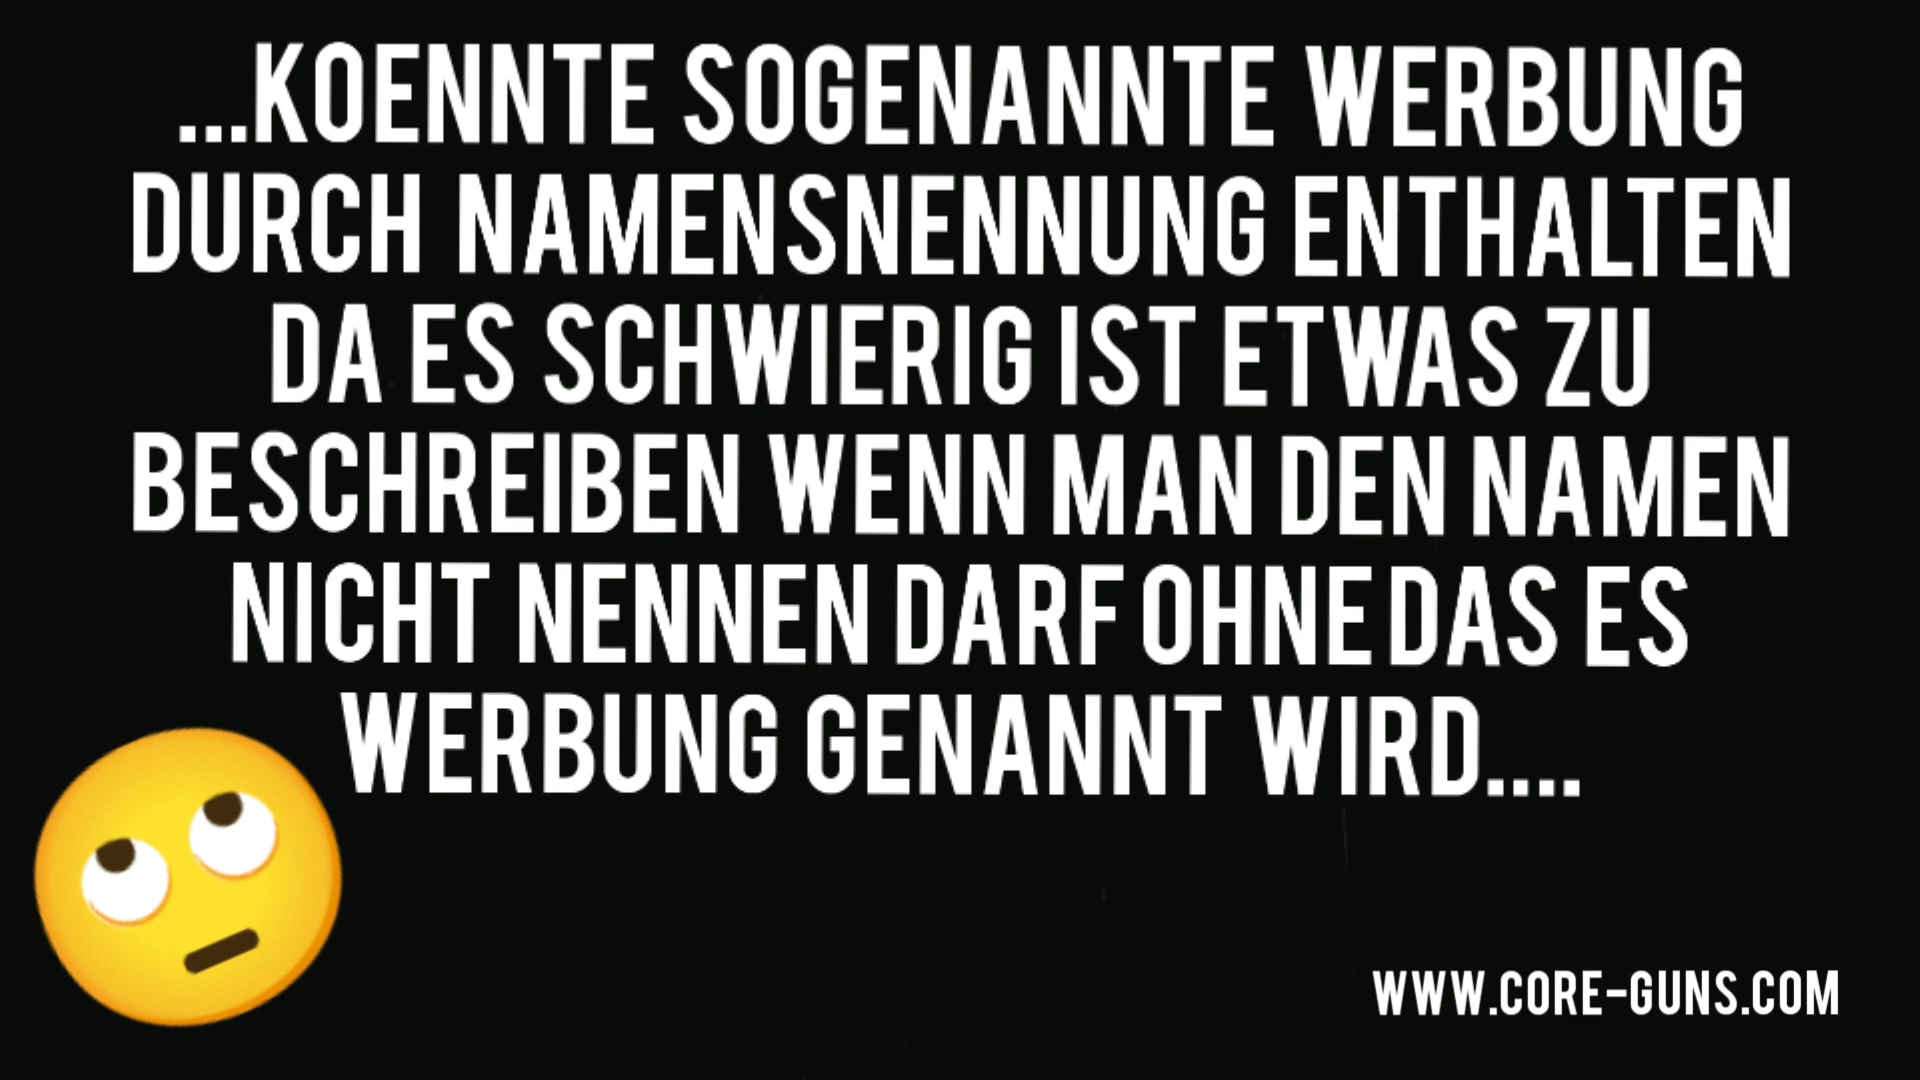 ...KOENNTE SOGENANNTE WERBUNG
DURCH NAMENSNENNUNG ENTHALTEN
DA ES SCHWIERIG IST ETWAS ZU
BESCHREIBEN WENN MAN DEN NAMEN
NICHT NENNEN DARF OHNE DAS ES
WERBUNG GENANNT WIRD....
WWW.CORE-GUNS.COM